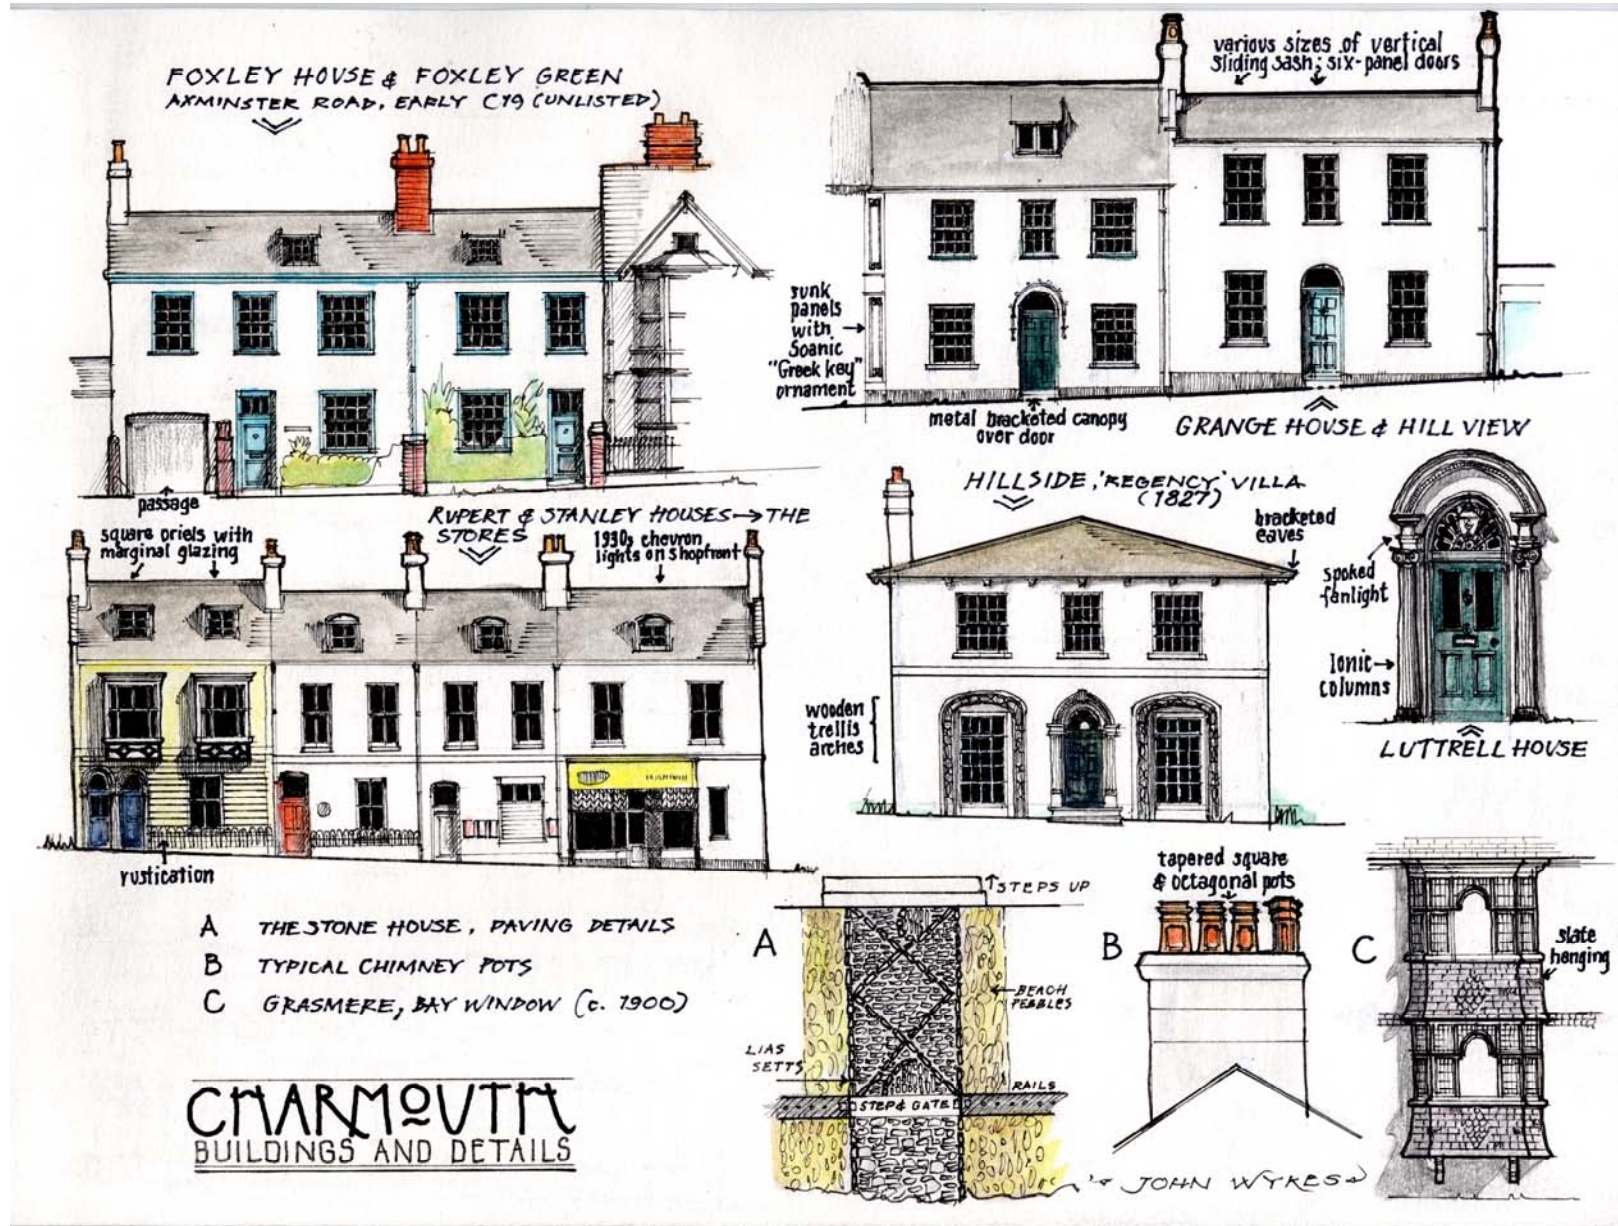 FOXLEY HOUSE & FOXLEY GREEN
AXMINSTER ROAD, EARLY C19 (UNLISTED)
passage
various sizes of vertical
sliding sash; six-panel doors
sunk
panels
with
Soanic
"Greek key"
ornament
metal bracketed canopy
over door
GRANGE HOUSE & HILL VIEW
RUPERT & STANLEY HOUSES → THE
STORES
square oriels with
marginal glazing
1930s chevron
lights on shopfront
rustication
HILLSIDE, 'REGENCY' VILLA
(1827)
bracketed
eaves
wooden
trellis
arches
spoked
fanlight
Ionic
columns
LUTTRELL HOUSE
A THE STONE HOUSE, PAVING DETAILS
B TYPICAL CHIMNEY POTS
C GRASMERE, BAY WINDOW (c. 1900)
CHARMOUTH
BUILDINGS AND DETAILS
A
STEPS UP
BEACH
PEBBLES
LIAS
SETTS
RAILS
STEP & GATE
B
tapered square
& octagonal pots
C
slate
hanging
JOHN WYKES